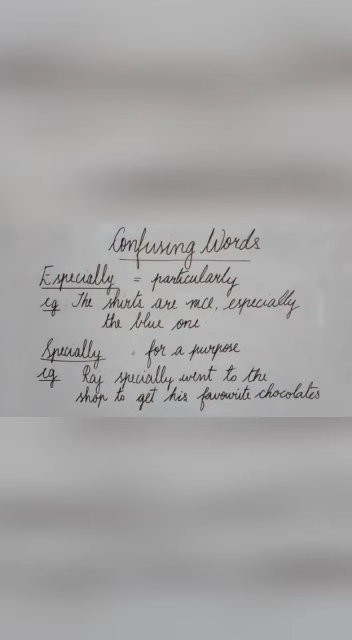 Confusing Words
Especially = particularly
eg. The shirts are nice, especially
the blue one
Specially = for a purpose
eg Raj specially went to the
shop to get his favourite chocolates